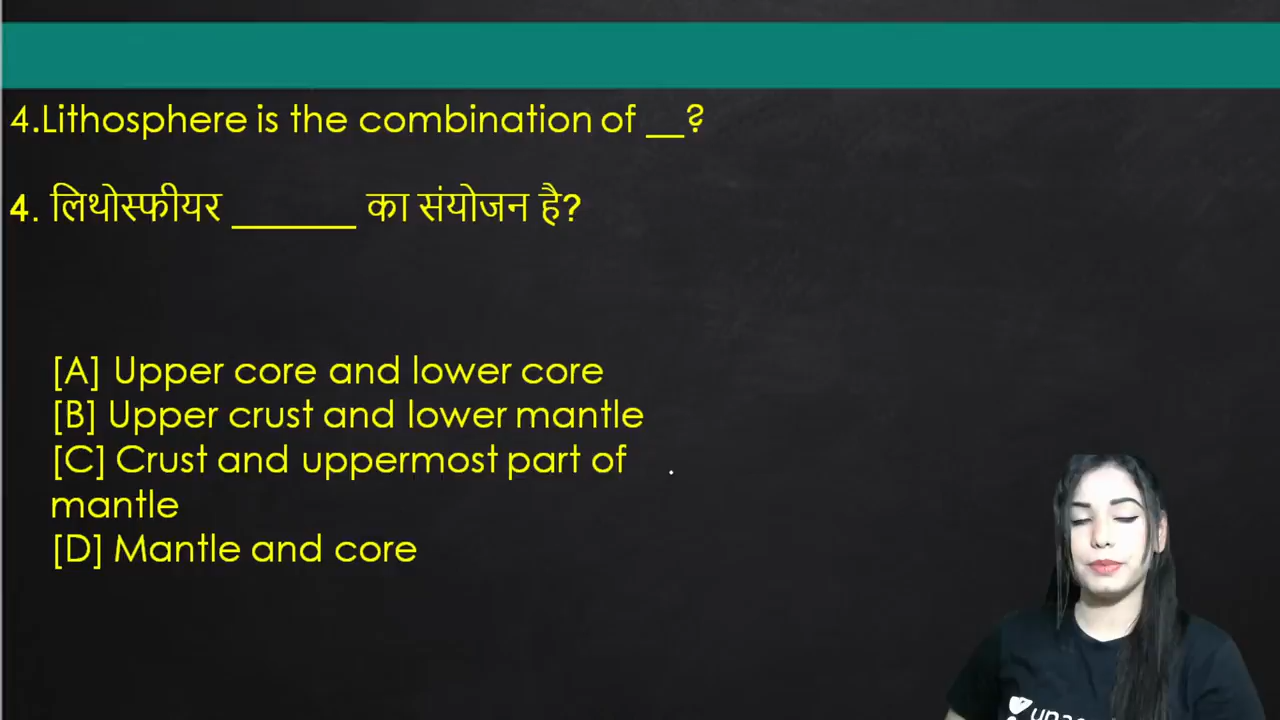 4.Lithosphere is the combination of __?
4. लिथोस्फीयर ______ का संयोजन है?
[A] Upper core and lower core
[B] Upper crust and lower mantle
[C] Crust and uppermost part of
mantle
[D] Mantle and core